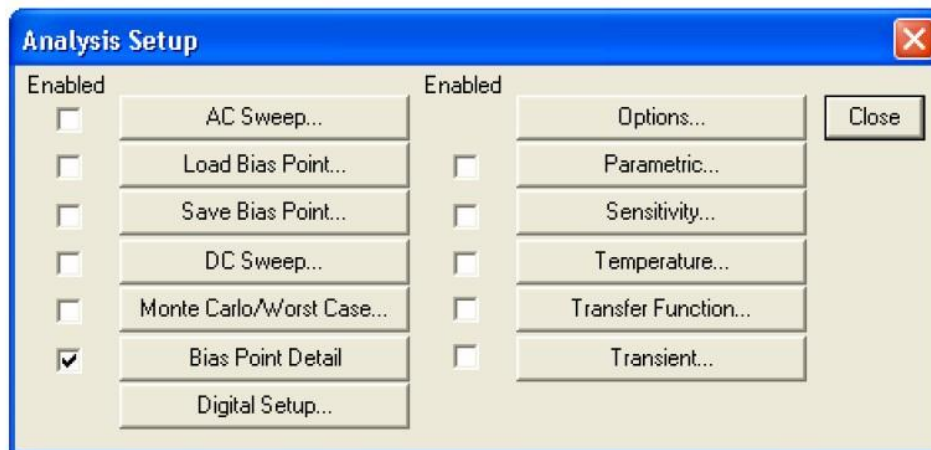 Analysis Setup
Enabled
Enabled
AC Sweep...
Options...
Close
Load Bias Point...
Parametric...
Save Bias Point...
Sensitivity...
DC Sweep...
Temperature...
Monte Carlo/Worst Case...
Transfer Function...
Bias Point Detail
Transient...
Digital Setup...